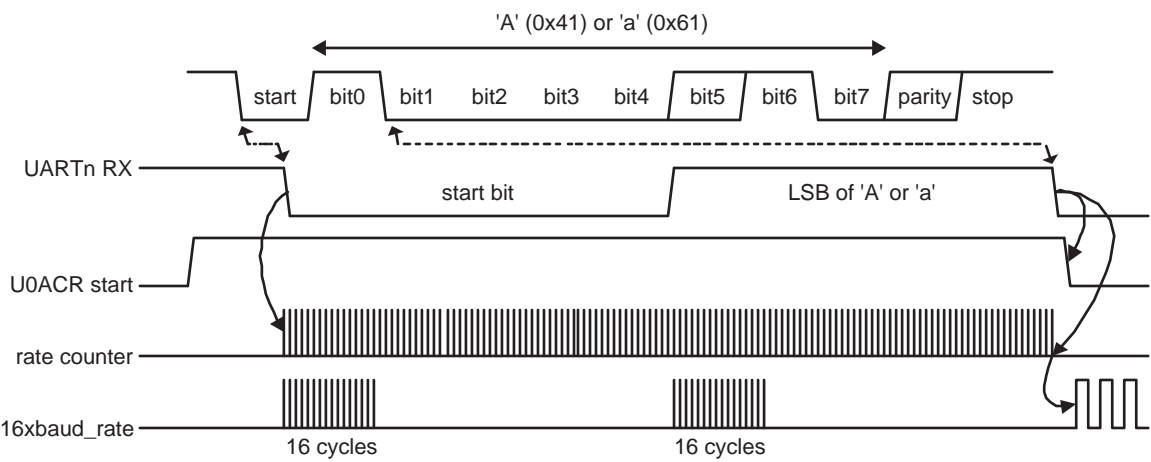 'A' (0x41) or 'a' (0x61)
start bit0 bit1 bit2 bit3 bit4 bit5 bit6 bit7 parity stop
UARTn RX
start bit
LSB of 'A' or 'a'
U0ACR start
rate counter
16xbaud_rate
16 cycles
16 cycles